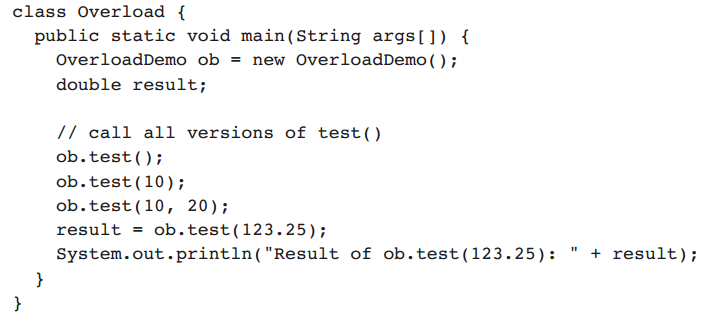 class Overload {
  public static void main(String args[]) {
    OverloadDemo ob = new OverloadDemo();
    double result;

    // call all versions of test()
    ob.test();
    ob.test(10);
    ob.test(10, 20);
    result = ob.test(123.25);
    System.out.println("Result of ob.test(123.25): " + result);
  }
}